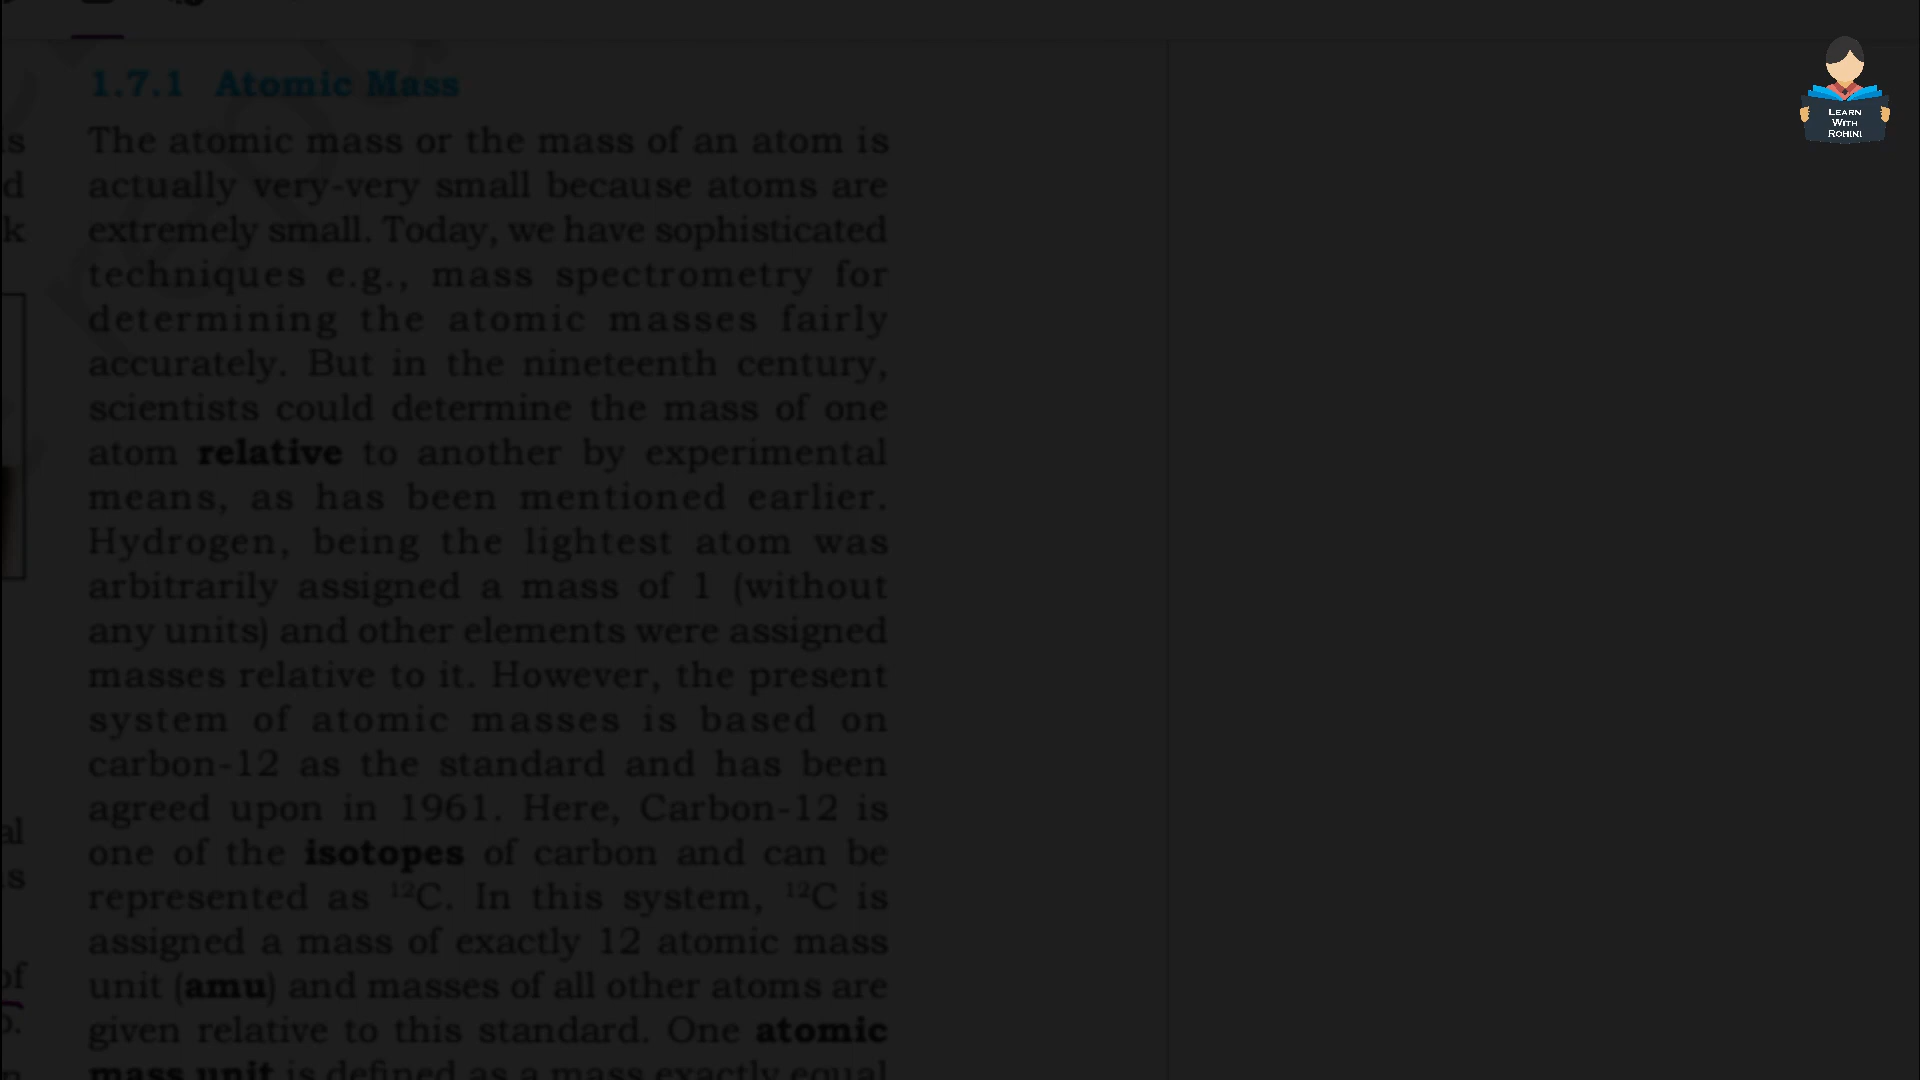 1.7.1 Atomic Mass
The atomic mass or the mass of an atom is
actually very-very small because atoms are
extremely small. Today, we have sophisticated
techniques e.g., mass spectrometry for
determining the atomic masses fairly
accurately. But in the nineteenth century,
scientists could determine the mass of one
atom relative to another by experimental
means, as has been mentioned earlier.
Hydrogen, being the lightest atom was
arbitrarily assigned a mass of 1 (without
any units) and other elements were assigned
masses relative to it. However, the present
system of atomic masses is based on
carbon-12 as the standard and has been
agreed upon in 1961. Here, Carbon-12 is
one of the isotopes of carbon and can be
represented as ¹²C. In this system, ¹²C is
assigned a mass of exactly 12 atomic mass
unit (amu) and masses of all other atoms are
given relative to this standard. One atomic
mass unit is defined as a mass exactly equal
LEARN
WITH
ROHINI